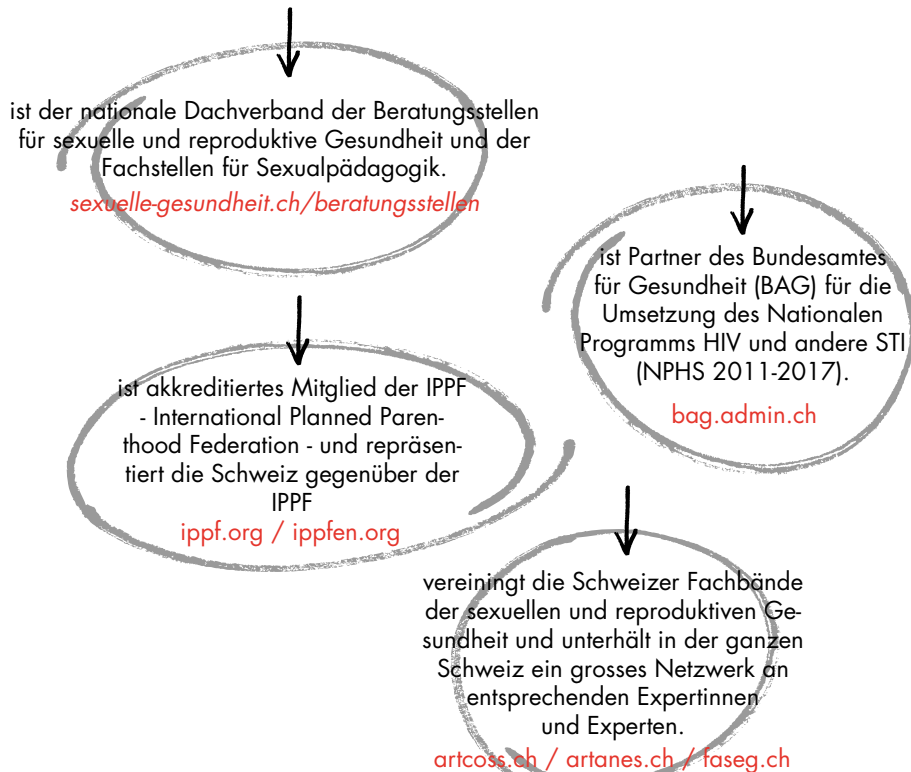 ist der nationale Dachverband der Beratungsstellen
für sexuelle und reproduktive Gesundheit und der
Fachstellen für Sexualpädagogik.
sexuelle-gesundheit.ch/beratungsstellen
ist Partner des Bundesamtes
für Gesundheit (BAG) für die
Umsetzung des Nationalen
Programms HIV und andere STI
(NPHS 2011-2017).
bag.admin.ch
ist akkreditiertes Mitglied der IPPF
- International Planned Paren-
thood Federation - und repräsen-
tiert die Schweiz gegenüber der
IPPF
ippf.org / ippfen.org
vereiningt die Schweizer Fachbände
der sexuellen und reproduktiven Ge-
sundheit und unterhält in der ganzen
Schweiz ein grosses Netzwerk an
entsprechenden Expertinnen
und Experten.
artcoss.ch / artanes.ch / faseg.ch